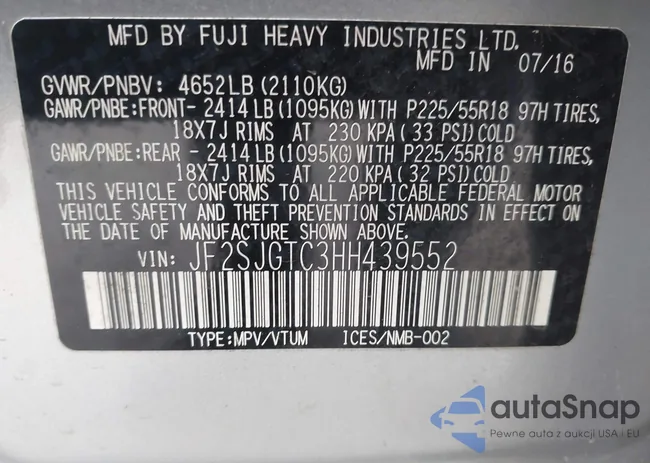 MFD BY FUJI HEAVY INDUSTRIES LTD.
MFD IN 07/16
GVWR/PNBV: 4652LB (2110KG)
GAWR/PNBE:FRONT- 2414LB(1095KG)WITH P225/55R18 97H TIRES,
18X7J RIMS AT 230 KPA( 33 PSI)COLD
GAWR/PNBE:REAR - 2414LB(1095KG)WITH P225/55R18 97H TIRES,
18X7J RIMS AT 220 KPA( 32 PSI)COLD
THIS VEHICLE CONFORMS TO ALL APPLICABLE FEDERAL MOTOR
VEHICLE SAFETY AND THEFT PREVENTION STANDARDS IN EFFECT ON
THE DATE OF MANUFACTURE SHOWN ABOVE.
VIN: JF2SJGTC3HH439552
TYPE:MPV/VTUM ICES/NMB-002
autaSnap
Pewne auta z aukcji USA i EU